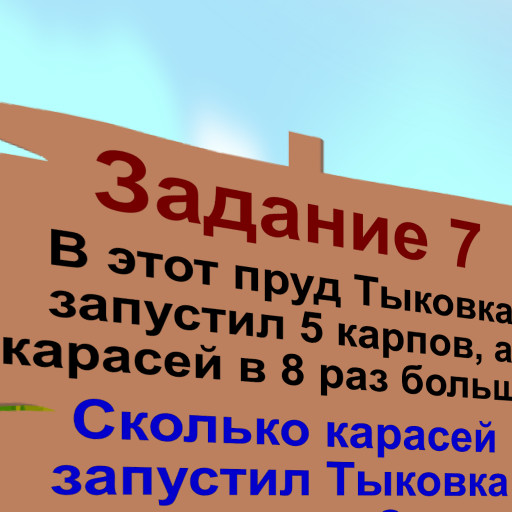 Задание 7
В этот пруд Тыковка
запустил 5 карпов, а
карасей в 8 раз больш
Сколько карасей
запустил Тыковка